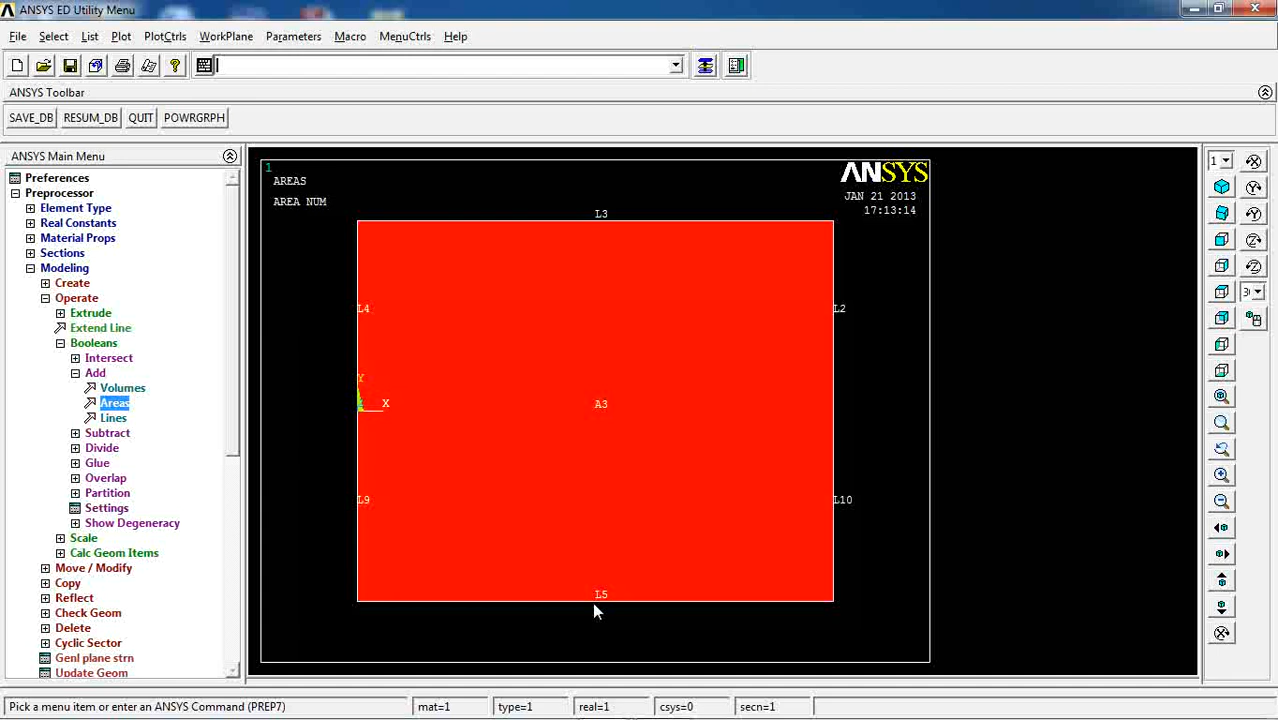 ANSYS ED Utility Menu
File Select List Plot PlotCtrls WorkPlane Parameters Macro MenuCtrls Help
ANSYS Toolbar
SAVE_DB RESUM_DB QUIT POWRGRPH
ANSYS Main Menu
Preferences
Preprocessor
Element Type
Real Constants
Material Props
Sections
Modeling
Create
Operate
Extrude
Extend Line
Booleans
Intersect
Add
Volumes
Areas
Lines
Subtract
Divide
Glue
Overlap
Partition
Settings
Show Degeneracy
Scale
Calc Geom Items
Move / Modify
Copy
Reflect
Check Geom
Delete
Cyclic Sector
Genl plane strn
Update Geom
1
AREAS
AREA NUM
ANSYS
JAN 21 2013
17:13:14
L3
L4
L2
Y
X
A3
L9
L10
L5
1
Pick a menu item or enter an ANSYS Command (PREP7) mat=1 type=1 real=1 csys=0 secn=1